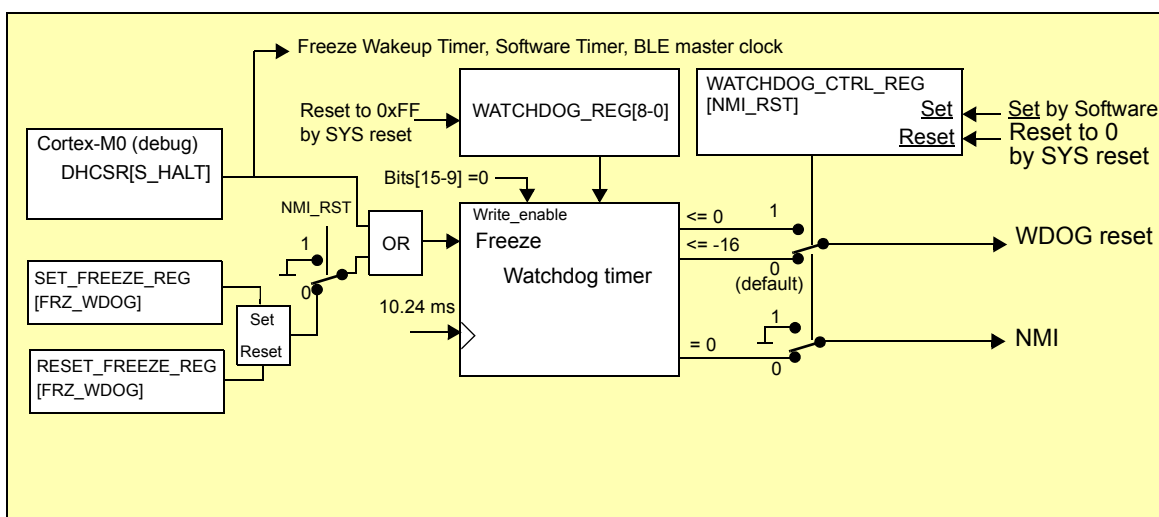 Freeze Wakeup Timer, Software Timer, BLE master clock
Reset to 0xFF
by SYS reset
WATCHDOG_REG[8-0]
WATCHDOG_CTRL_REG
[NMI_RST]
Set
Reset
Set by Software
Reset to 0
by SYS reset
Cortex-M0 (debug)
DHCSR[S_HALT]
Bits[15-9] =0
NMI_RST
1
0
OR
Write_enable
Freeze
Watchdog timer
10.24 ms
<= 0
<= -16
= 0
1
0
(default)
WDOG reset
1
0
NMI
SET_FREEZE_REG
[FRZ_WDOG]
Set
Reset
RESET_FREEZE_REG
[FRZ_WDOG]